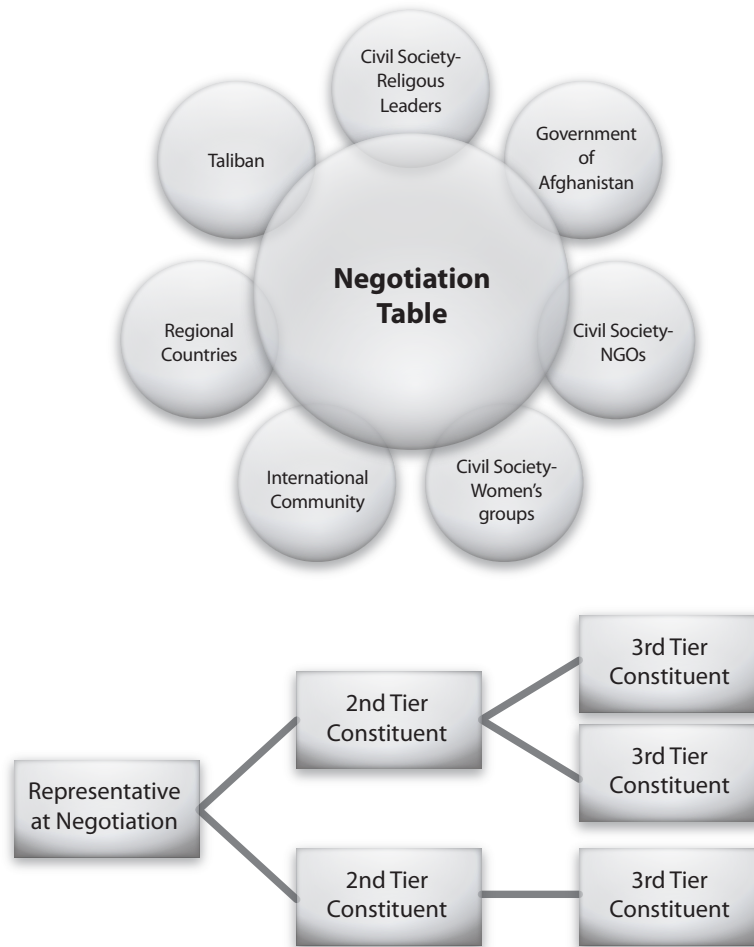 Civil Society-
Religous
Leaders
Government
of
Afghanistan
Taliban
Negotiation
Table
Regional
Countries
Civil Society-
NGOs
International
Community
Civil Society-
Women's
groups
3rd Tier
Constituent
2nd Tier
Constituent
3rd Tier
Constituent
Representative
at Negotiation
2nd Tier
Constituent
3rd Tier
Constituent